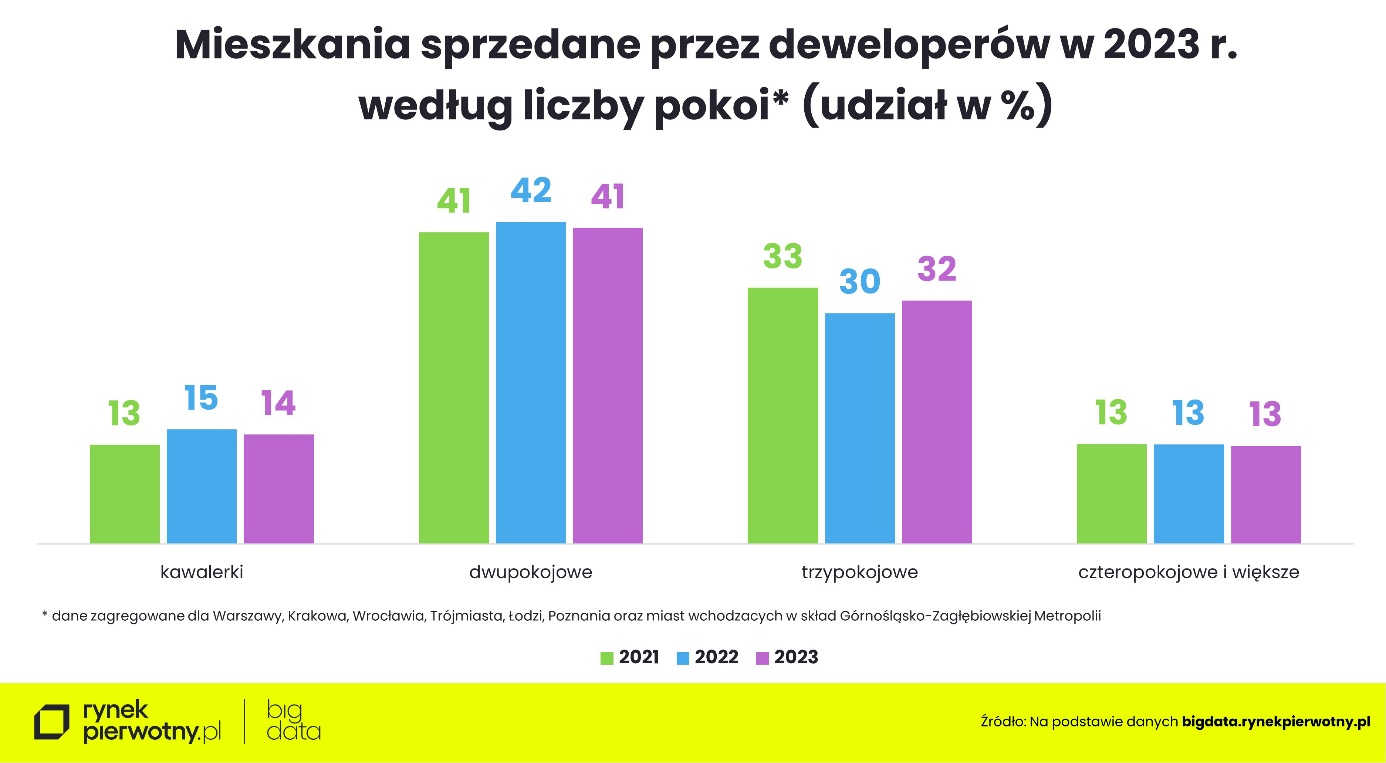 Mieszkania sprzedane przez deweloperów w 2023 r.
według liczby pokoi* (udział w %)
13
15
14
41
42
41
33
30
32
13
13
13
kawalerki
dwupokojowe
trzypokojowe
czteropokojowe i większe
* dane zagregowane dla Warszawy, Krakowa, Wrocławia, Trójmiasta, Łodzi, Poznania oraz miast wchodzacych w skład Górnośląsko-Zagłębiowskiej Metropolii
2021 2022 2023
rynek
pierwotny.pl
big
data
Źródło: Na podstawie danych bigdata.rynekpierwotny.pl